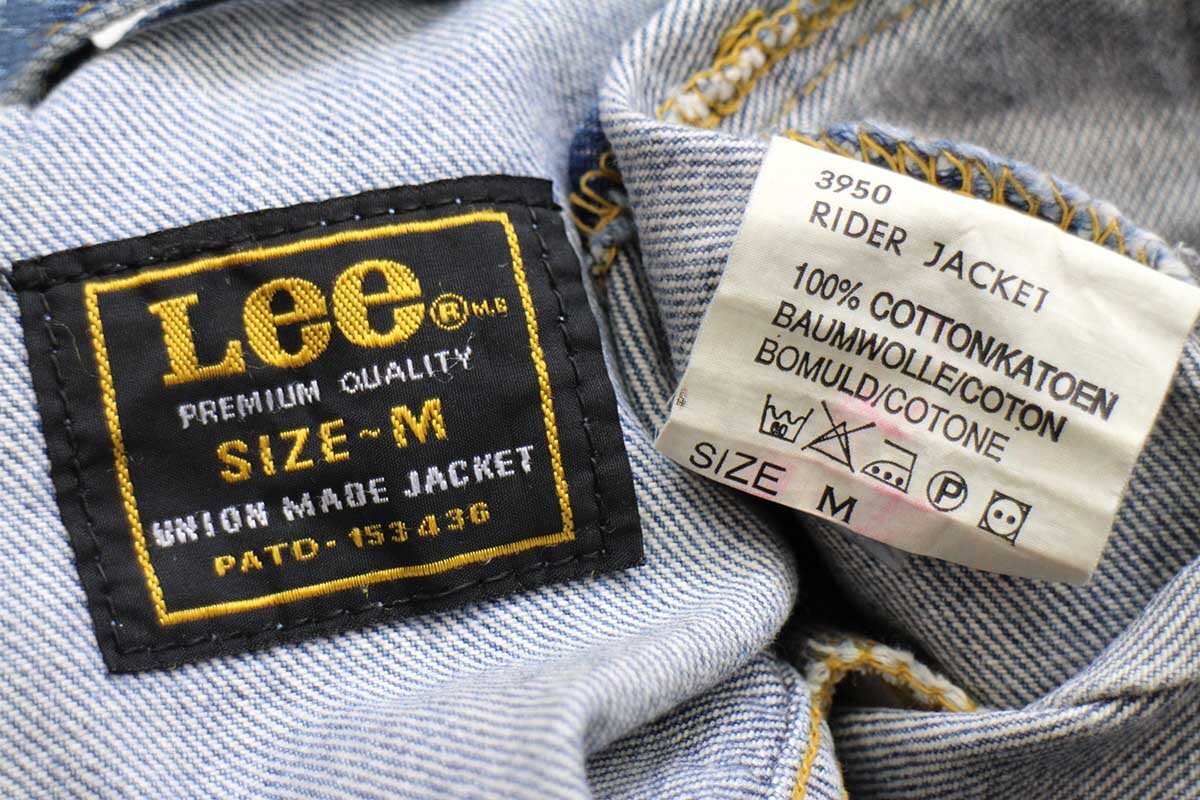 Lee ® M.R
PREMIUM QUALITY
SIZE~M
UNION MADE JACKET
PATD-153436
3950
RIDER JACKET
100% COTTON/KATOEN
BAUMWOLLE/COTON
BOMULD/COTONE
P
SIZE M